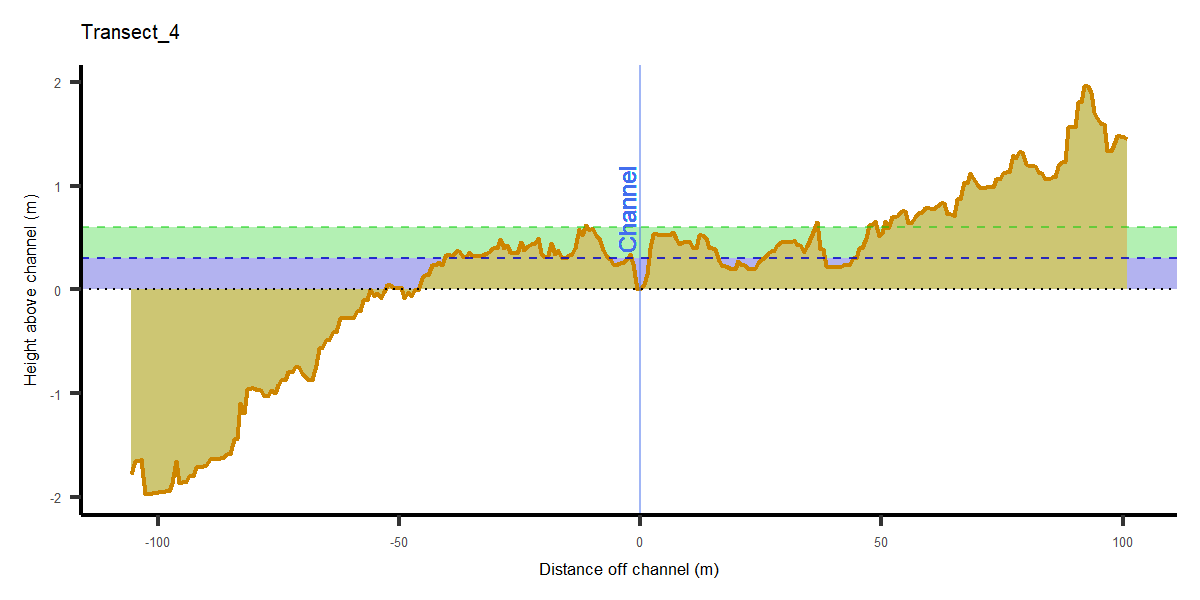 Transect_4
Height above channel (m)
2
1
0
-1
-2
Channel
-100
-50
0
50
100
Distance off channel (m)